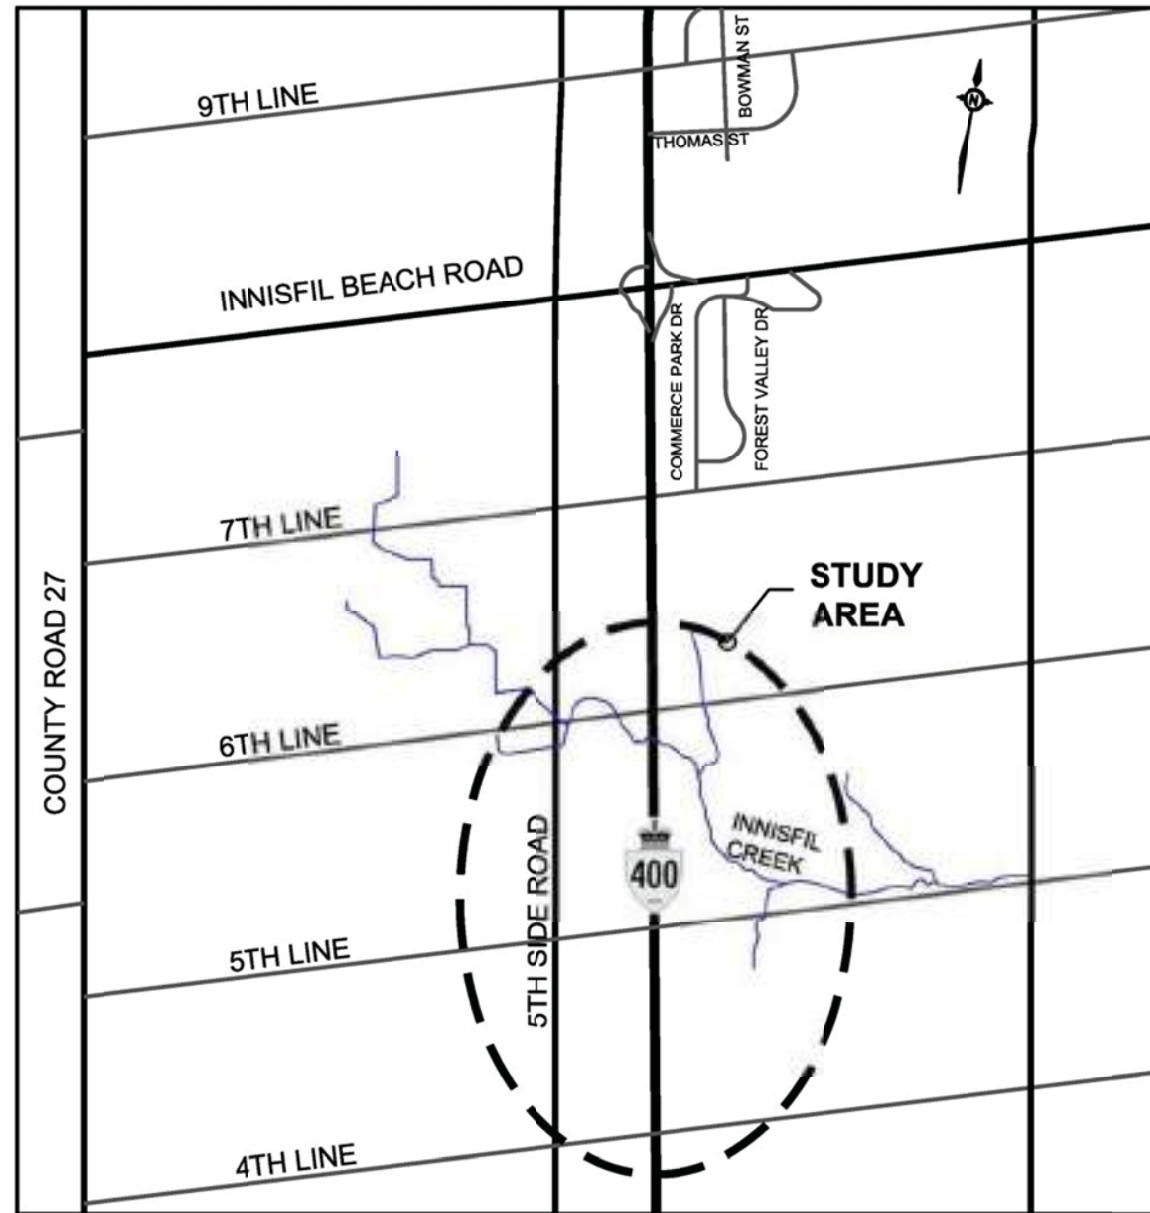 BOWMAN ST
9TH LINE
N
THOMAS ST
INNISFIL BEACH ROAD
COMMERCE PARK DR
FOREST VALLEY DR
7TH LINE
STUDY
AREA
COUNTY ROAD 27
6TH LINE
INNISFIL
CREEK
5TH SIDE ROAD
400
5TH LINE
4TH LINE